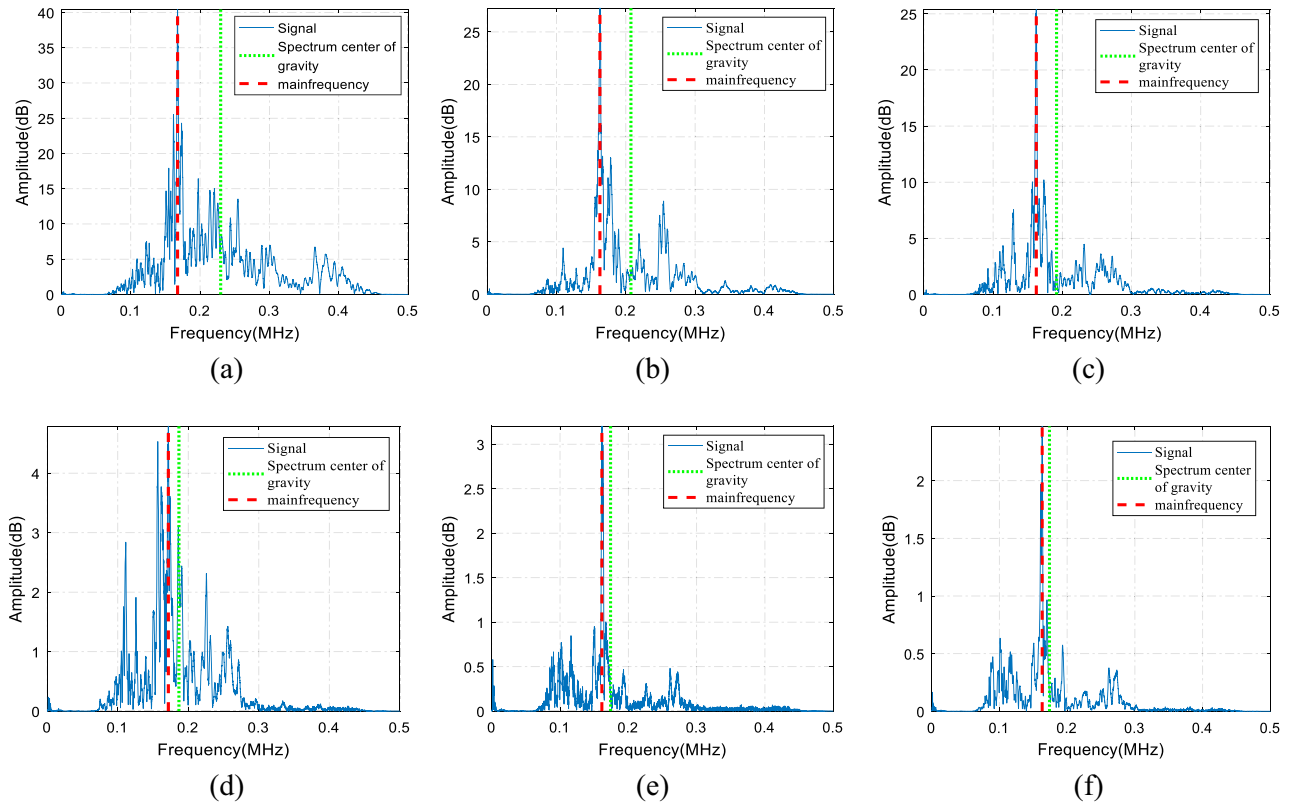 40
35
30
25
20
15
10
5
0
Amplitude(dB)
Signal
Spectrum center of
gravity
mainfrequency
0 0.1 0.2 0.3 0.4 0.5
Frequency(MHz)
(a)
25
20
15
10
5
0
Amplitude(dB)
Signal
Spectrum center of
gravity
mainfrequency
0 0.1 0.2 0.3 0.4 0.5
Frequency(MHz)
(b)
25
20
15
10
5
0
Amplitude(dB)
Signal
Spectrum center of
gravity
mainfrequency
0 0.1 0.2 0.3 0.4 0.5
Frequency(MHz)
(c)
4
3
2
1
0
Amplitude(dB)
Signal
Spectrum center of
gravity
mainfrequency
0 0.1 0.2 0.3 0.4 0.5
Frequency(MHz)
(d)
3
2.5
2
1.5
1
0.5
0
Amplitude(dB)
Signal
Spectrum center of
gravity
mainfrequency
0 0.1 0.2 0.3 0.4 0.5
Frequency(MHz)
(e)
2
1.5
1
0.5
0
Amplitude(dB)
Signal
Spectrum center
of gravity
mainfrequency
0 0.1 0.2 0.3 0.4 0.5
Frequency(MHz)
(f)